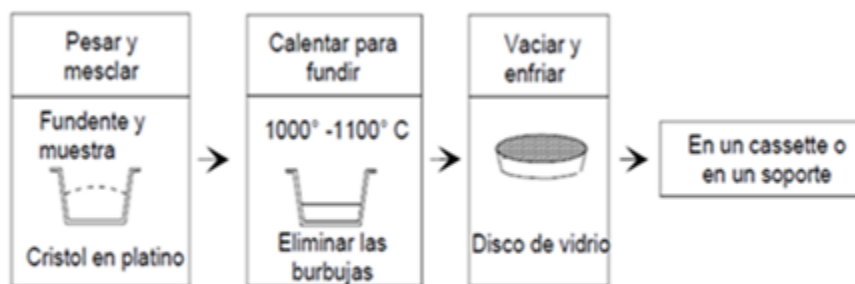 Pesar y
mesclar
Fundente y
muestra
Cristol en platino
Calentar para
fundir
1000° -1100° C
Eliminar las
burbujas
Vaciar y
enfriar
Disco de vidrio
En un cassette o
en un soporte